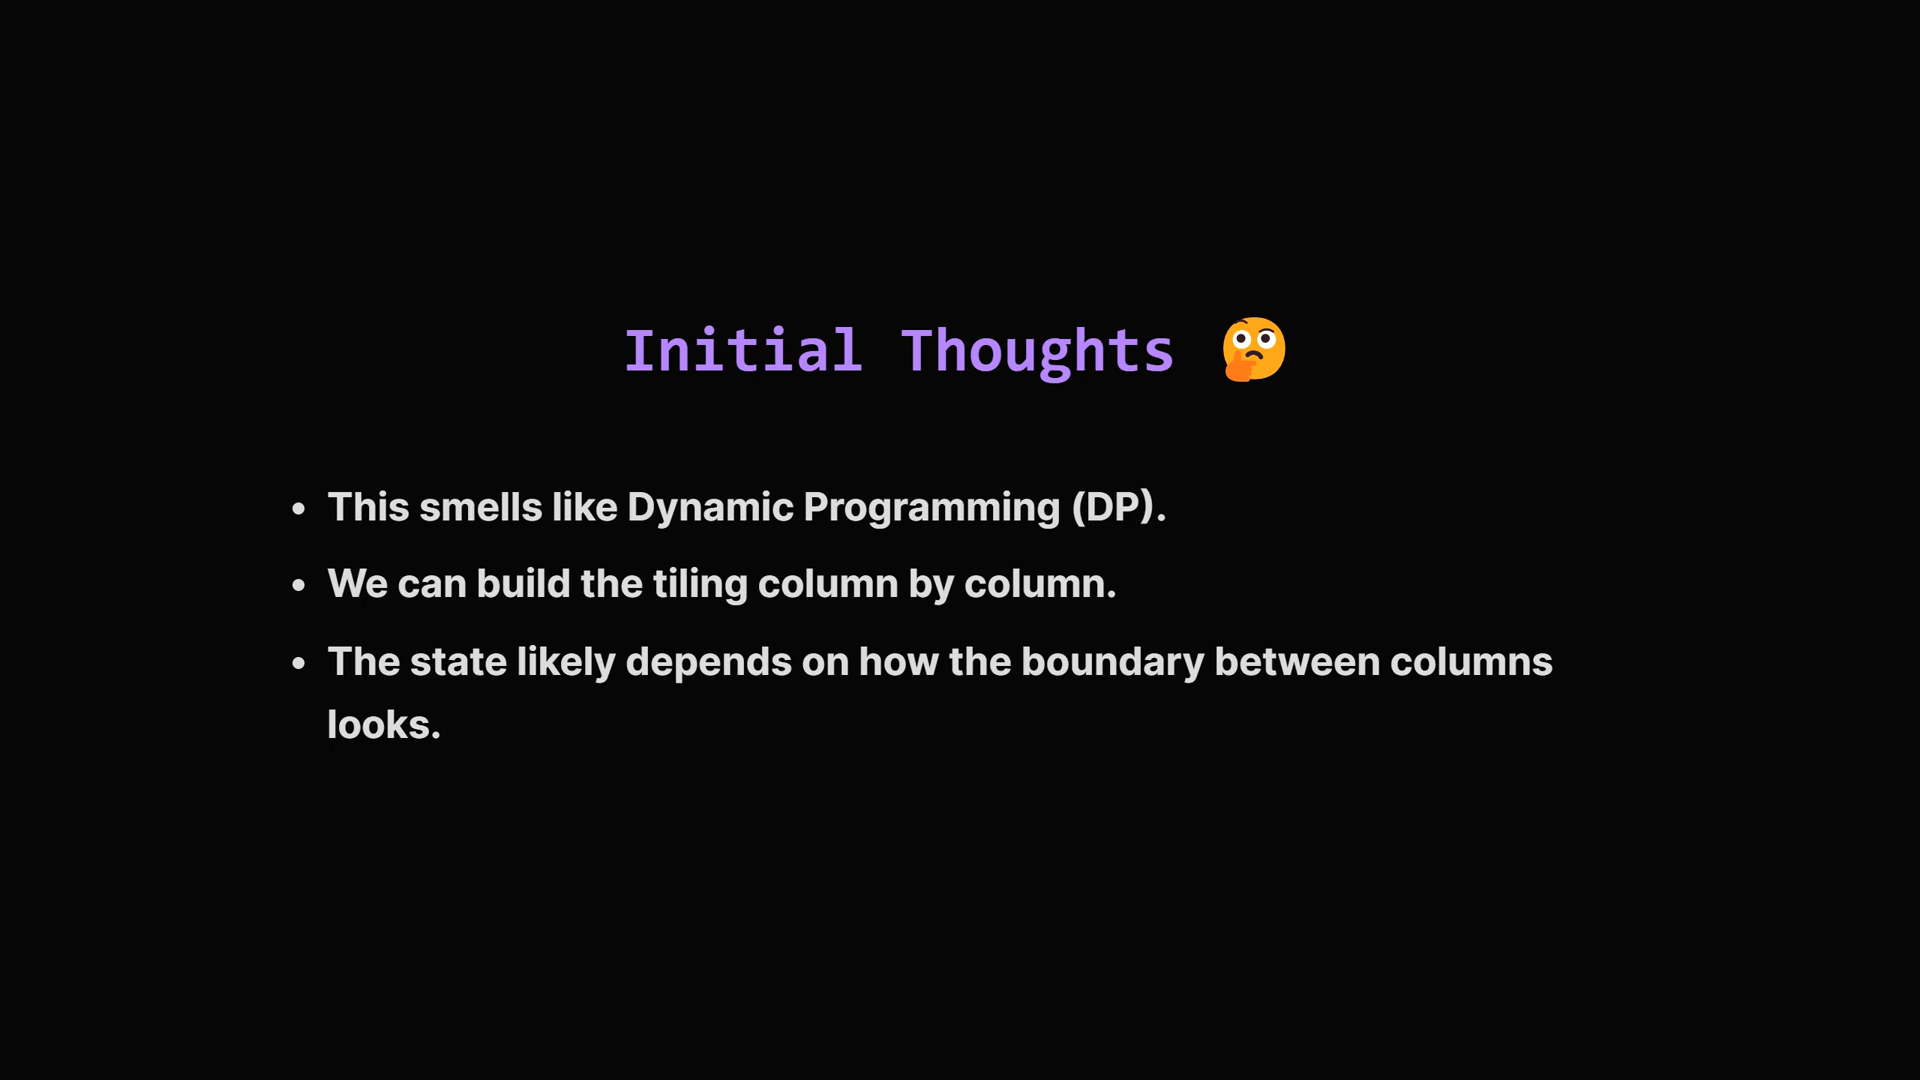 Initial Thoughts 🤔
• This smells like Dynamic Programming (DP).
• We can build the tiling column by column.
• The state likely depends on how the boundary between columns
looks.